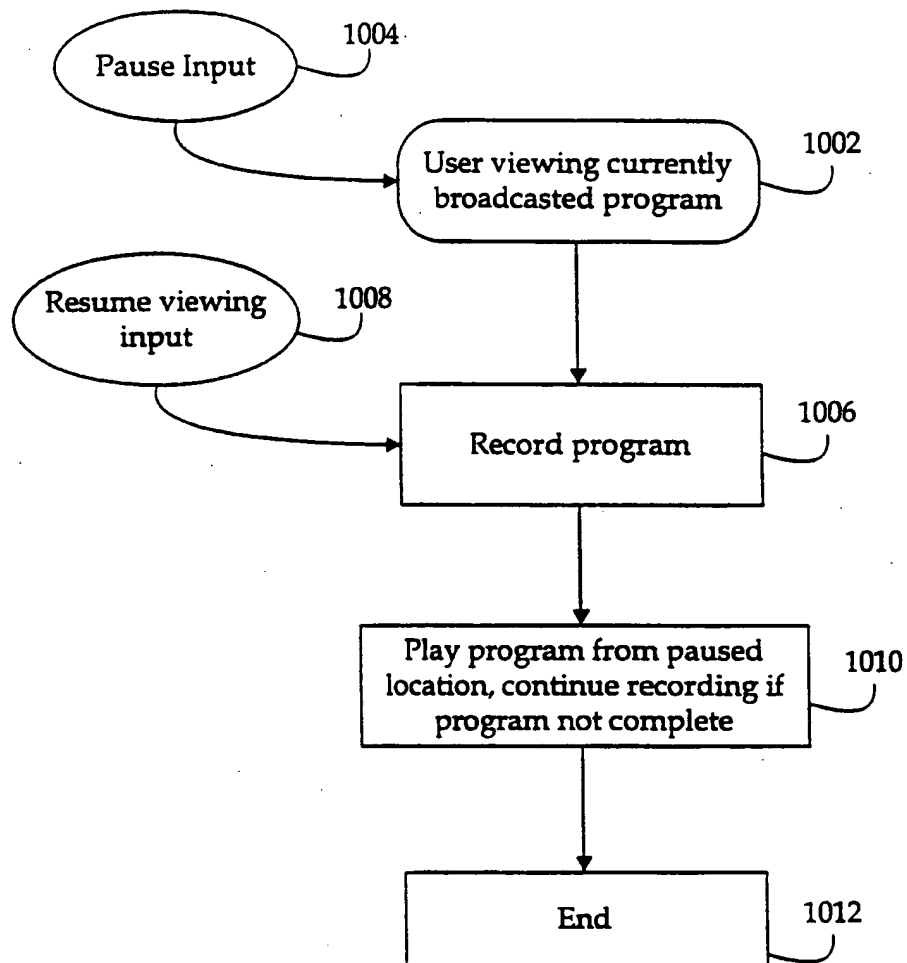 1004
Pause Input
User viewing currently
broadcasted program
1002
Resume viewing
input
1008
Record program
1006
Play program from paused
location, continue recording if
program not complete
1010
End
1012